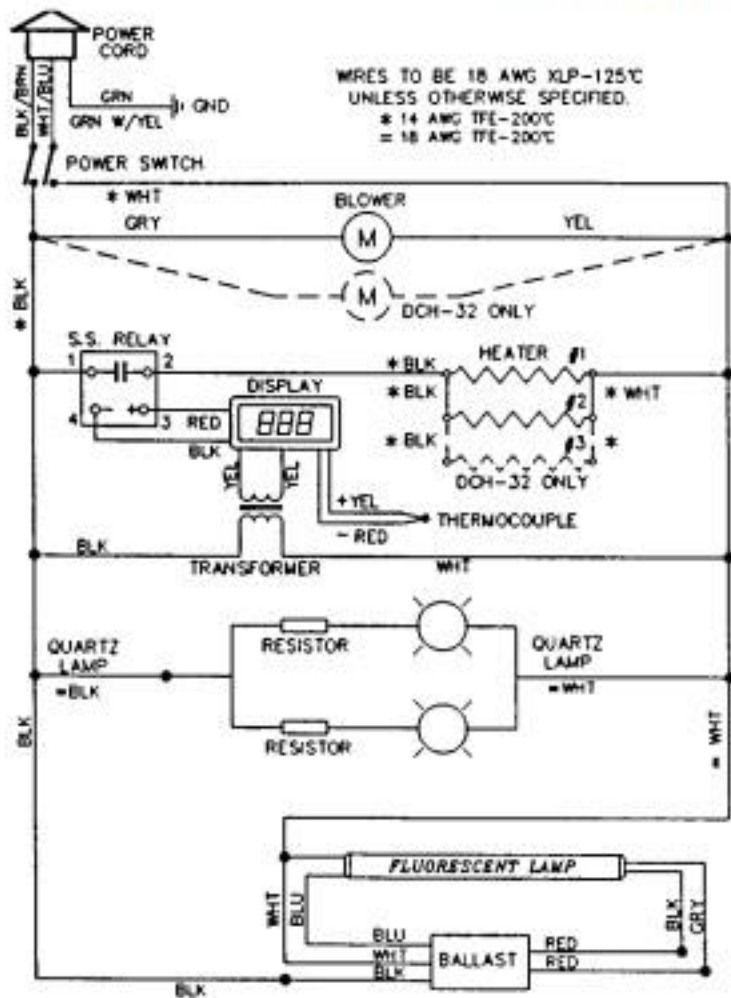 POWER
CORD
BLK/BRN
WHT/BLU
GRN
GND
GRN W/YEL
WIRES TO BE 18 AWG XLP-125℃
UNLESS OTHERWISE SPECIFIED.
* 14 AWG TFE-200℃
= 18 AWG TFE-200℃
POWER SWITCH
* WHT
BLOWER
GRY
M
YEL
M
DCH-32 ONLY
* BLK
S.S. RELAY
1
2
4
- +
3
DISPLAY
888
RED
BLK
YEL
YEL
* BLK
HEATER
#1
* BLK
#2
* WHT
* BLK
#3
*
DCH-32 ONLY
+ YEL
- RED
THERMOCOUPLE
BLK
TRANSFORMER
WHT
QUARTZ
LAMP
=BLK
RESISTOR
RESISTOR
QUARTZ
LAMP
=WHT
BLK
= WHT
FLUORESCENT LAMP
WHT
BLU
BLK
GRY
BLU
WHT
BLK
BALLAST
RED
RED
BLK